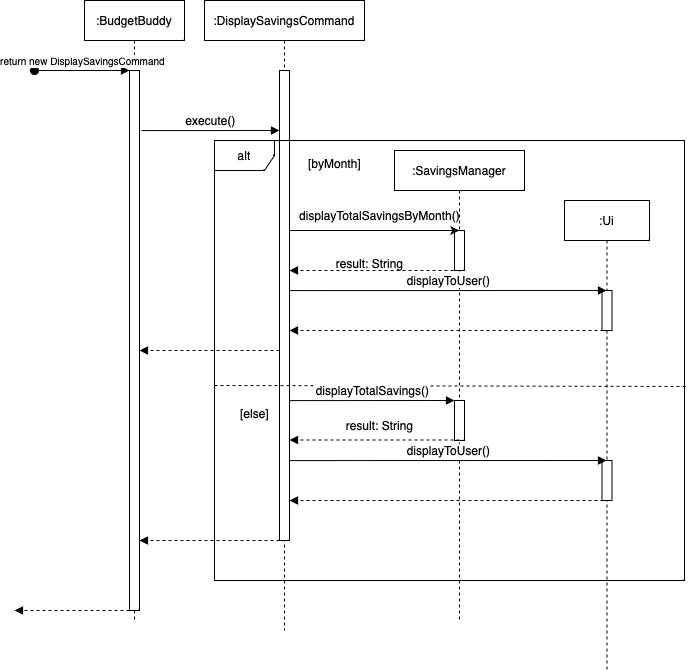 :BudgetBuddy
:DisplaySavingsCommand
return new DisplaySavingsCommand
execute()
alt
[byMonth]
:SavingsManager
displayTotalSavingsByMonth()
:Ui
result: String
displayToUser()
displayTotalSavings()
[else]
result: String
displayToUser()